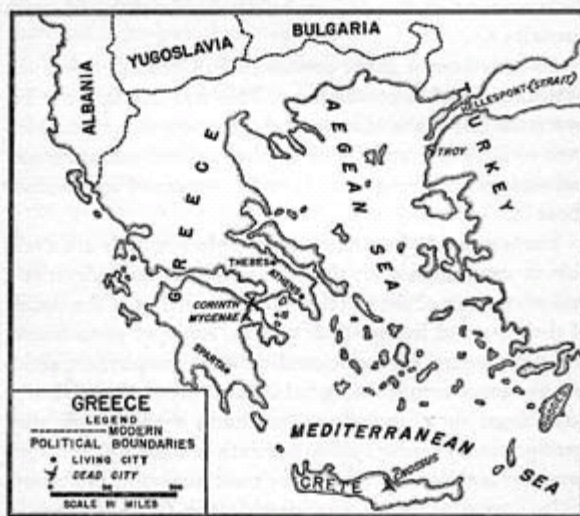 BULGARIA
YUGOSLAVIA
ALBANIA
HELLESPONT (STRAIT)
TURKEY
TROY
AEGEAN SEA
GREECE
THEBES
ATHENS
CORINTH
MYCENAE
SPARTA
MEDITERRANEAN SEA
CRETE
GREECE
LEGEND
MODERN
POLITICAL BOUNDARIES
LIVING CITY
DEAD CITY
SCALE IN MILES